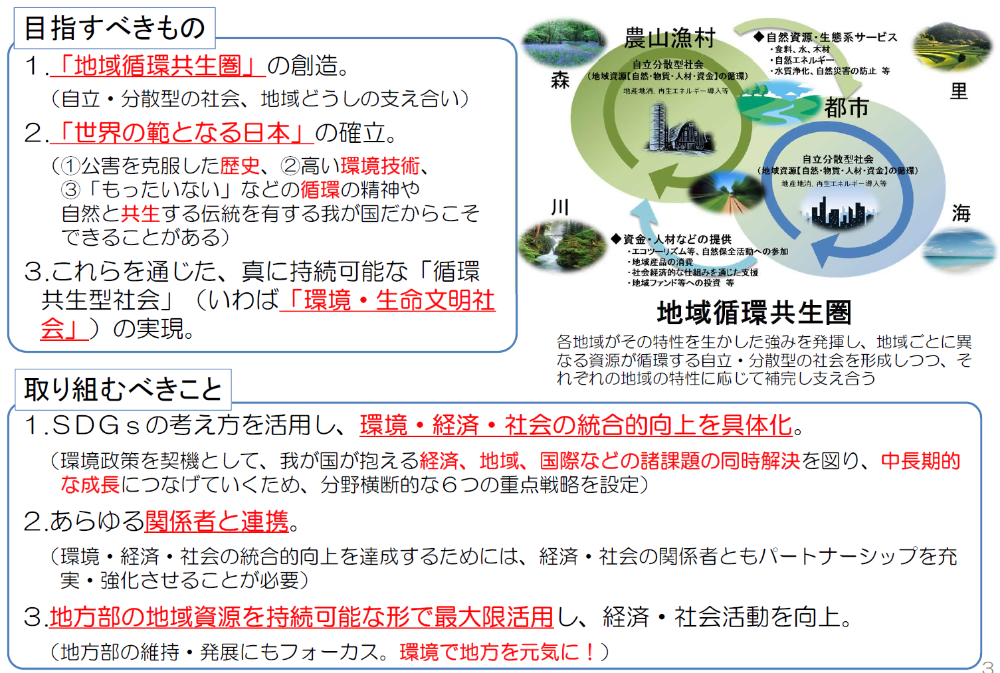 目指すべきもの
１.「地域循環共生圏」の創造。
（自立・分散型の社会、地域どうしの支え合い）
２.「世界の範となる日本」の確立。
（①公害を克服した歴史、②高い環境技術、
③「もったいない」などの循環の精神や
自然と共生する伝統を有する我が国だからこそ
できることがある）
３.これらを通じた、真に持続可能な「循環
共生型社会」（いわば「環境・生命文明社
会」）の実現。
森
農山漁村
自立分散型社会
（地域資源【自然・物質・人材・資金】の循環）
地産地消、再生エネルギー導入等
◆自然資源・生態系サービス
・食料、水、木材
・自然エネルギー
・水質浄化、自然災害の防止 等
里
都市
自立分散型社会
（地域資源【自然・物質・人材・資金】の循環）
地産地消、再生エネルギー導入等
川
海
◆資金・人材などの提供
・エコツーリズム等、自然保全活動への参加
・地域産品の消費
・社会経済的な仕組みを通じた支援
・地域ファンド等への投資 等
地域循環共生圏
各地域がその特性を生かした強みを発揮し、地域ごとに異
なる資源が循環する自立・分散型の社会を形成しつつ、そ
れぞれの地域の特性に応じて補完し支え合う
取り組むべきこと
１.ＳＤＧｓの考え方を活用し、環境・経済・社会の統合的向上を具体化。
（環境政策を契機として、我が国が抱える経済、地域、国際などの諸課題の同時解決を図り、中長期的
な成長につなげていくため、分野横断的な６つの重点戦略を設定）
２.あらゆる関係者と連携。
（環境・経済・社会の統合的向上を達成するためには、経済・社会の関係者ともパートナーシップを充
実・強化させることが必要）
３.地方部の地域資源を持続可能な形で最大限活用し、経済・社会活動を向上。
（地方部の維持・発展にもフォーカス。環境で地方を元気に！）
3